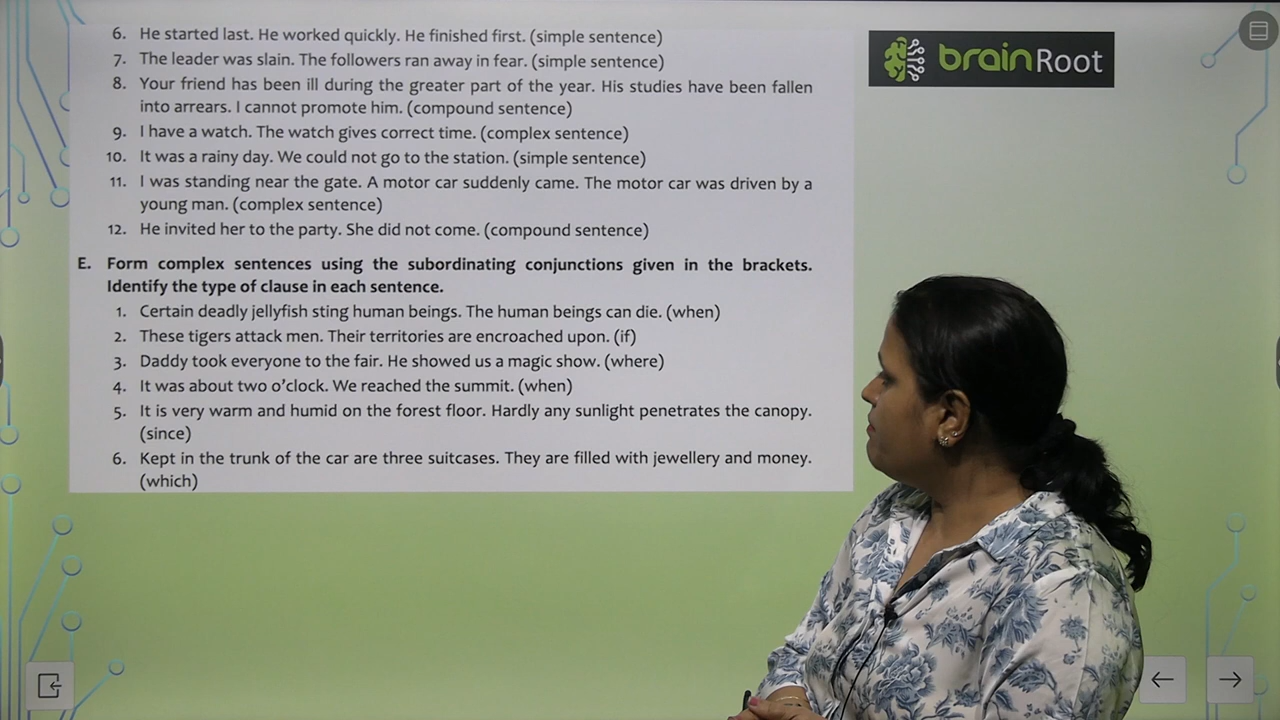 6. He started last. He worked quickly. He finished first. (simple sentence)
7. The leader was slain. The followers ran away in fear. (simple sentence)
8. Your friend has been ill during the greater part of the year. His studies have been fallen
into arrears. I cannot promote him. (compound sentence)
9. I have a watch. The watch gives correct time. (complex sentence)
10. It was a rainy day. We could not go to the station. (simple sentence)
11. I was standing near the gate. A motor car suddenly came. The motor car was driven by a
young man. (complex sentence)
12. He invited her to the party. She did not come. (compound sentence)
E. Form complex sentences using the subordinating conjunctions given in the brackets.
Identify the type of clause in each sentence.
1. Certain deadly jellyfish sting human beings. The human beings can die. (when)
2. These tigers attack men. Their territories are encroached upon. (if)
3. Daddy took everyone to the fair. He showed us a magic show. (where)
4. It was about two o'clock. We reached the summit. (when)
5. It is very warm and humid on the forest floor. Hardly any sunlight penetrates the canopy.
(since)
6. Kept in the trunk of the car are three suitcases. They are filled with jewellery and money.
(which)
brainRoot